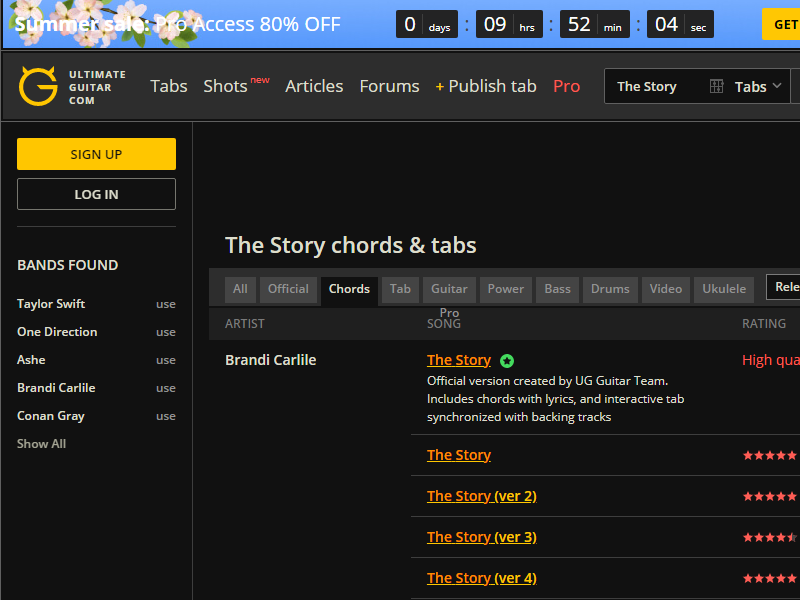 Summer sale: Pro Access 80% OFF
0 days : 09 hrs : 52 min : 04 sec
GET
ULTIMATE
GUITAR
COM
Tabs Shots new Articles Forums + Publish tab Pro
The Story Tabs
SIGN UP
LOG IN
BANDS FOUND
Taylor Swift use
One Direction use
Ashe use
Brandi Carlile use
Conan Gray use
Show All
The Story chords & tabs
All Official Chords Tab Guitar Pro Power Bass Drums Video Ukulele Rele
ARTIST SONG RATING
Brandi Carlile The Story High qua
Official version created by UG Guitar Team.
Includes chords with lyrics, and interactive tab
synchronized with backing tracks
The Story
The Story (ver 2)
The Story (ver 3)
The Story (ver 4)